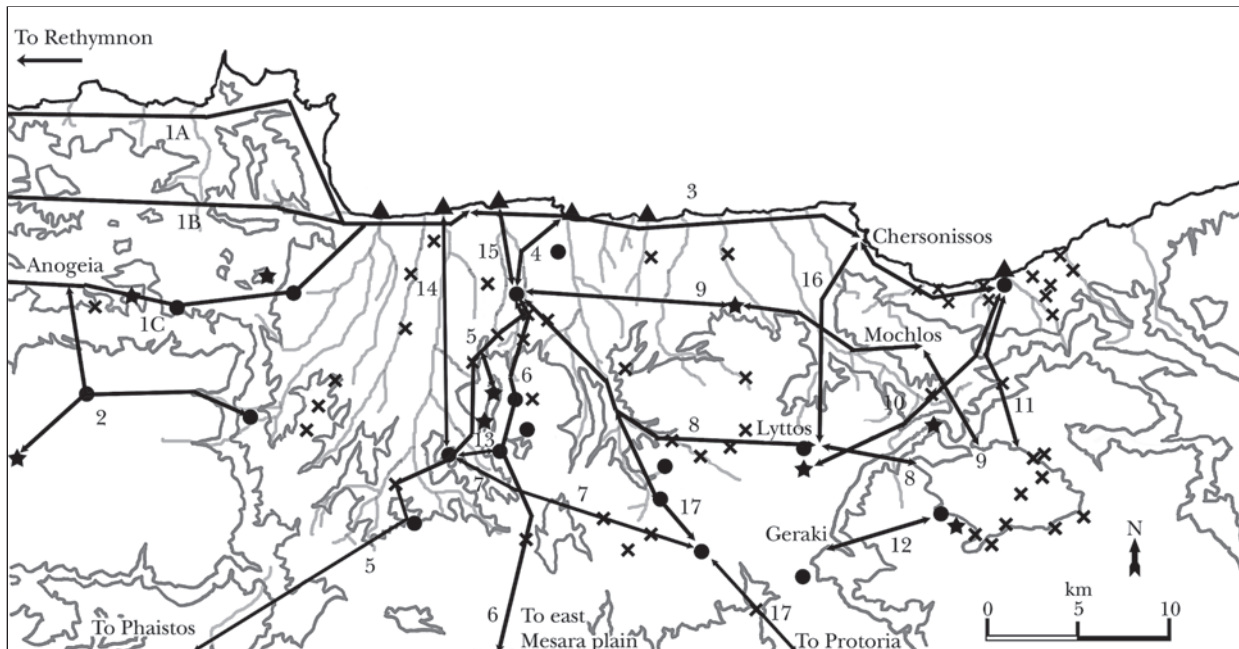 To Rethymnon
1A
3
1B
Chersonissos
15
4
Anogeia
14
16
9
1C
Mochlos
5
6
2
10
11
8
Lyttos
13
9
8
7
7
17
Geraki
12
N
5
km
6
To east
Mesara plain
17
0
5
10
To Phaistos
To Protoria